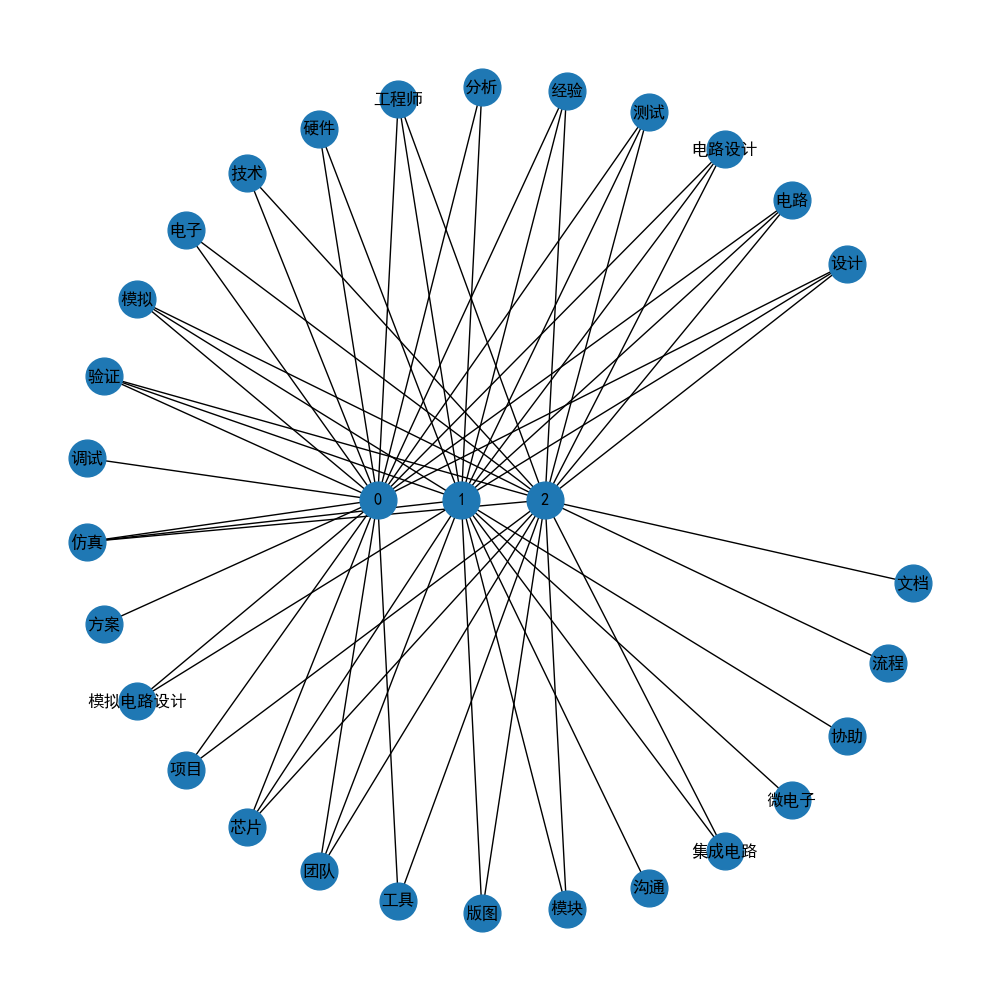 分析
经验
工程师
测试
硬件
电路设计
技术
电路
电子
设计
模拟
验证
调试
0
1
2
仿真
文档
方案
流程
模拟电路设计
协助
项目
微电子
芯片
集成电路
团队
沟通
工具
模块
版图